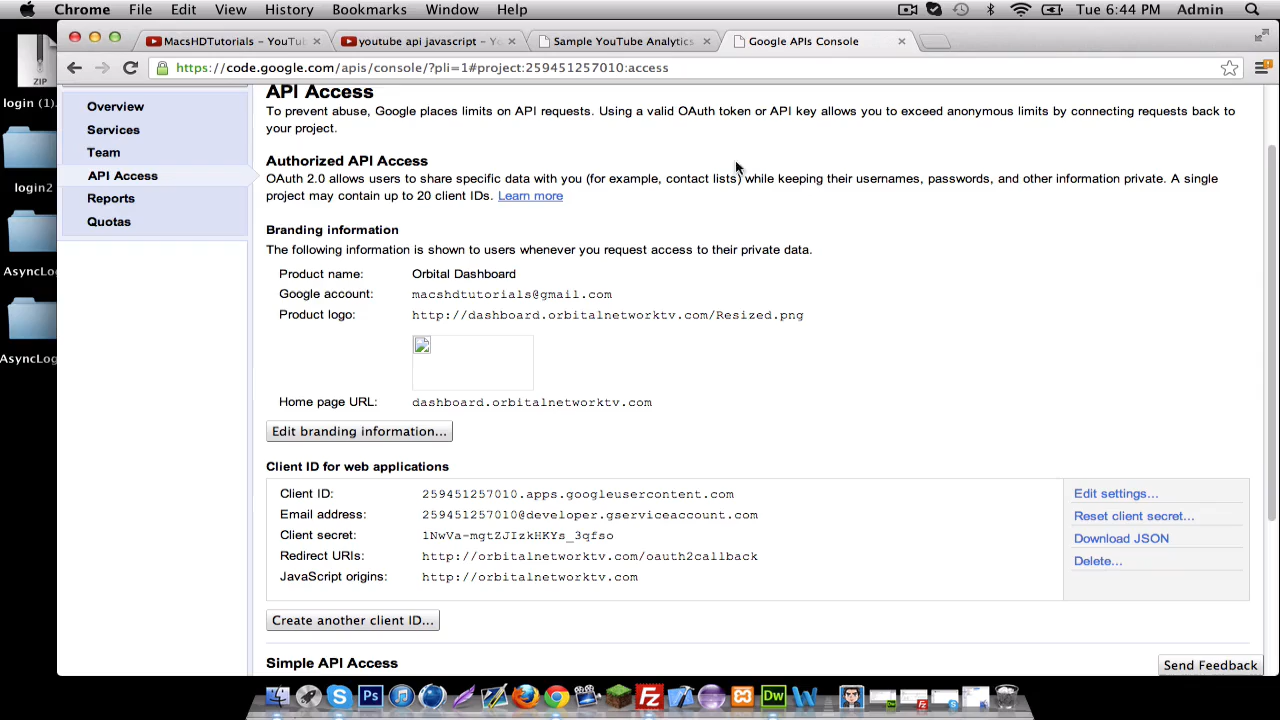 Chrome File Edit View History Bookmarks Window Help Tue 6:44 PM Admin
MacsHDTutorials - YouTu
youtube api javascript - Yo
Sample YouTube Analytics
Google APIs Console
https://code.google.com/apis/console/?pli=1#project:259451257010:access
ZIP
login (1).
login2
AsyncLog
AsyncLog
Overview
Services
Team
API Access
Reports
Quotas
API Access
To prevent abuse, Google places limits on API requests. Using a valid OAuth token or API key allows you to exceed anonymous limits by connecting requests back to
your project.
Authorized API Access
OAuth 2.0 allows users to share specific data with you (for example, contact lists) while keeping their usernames, passwords, and other information private. A single
project may contain up to 20 client IDs. Learn more
Branding information
The following information is shown to users whenever you request access to their private data.
Product name: Orbital Dashboard
Google account: macshdtutorials@gmail.com
Product logo: http://dashboard.orbitalnetworktv.com/Resized.png
Home page URL: dashboard.orbitalnetworktv.com
Edit branding information...
Client ID for web applications
Client ID: 259451257010.apps.googleusercontent.com
Email address: 259451257010@developer.gserviceaccount.com
Client secret: 1NwVa-mgtZJIzkHKYs_3qfso
Redirect URIs: http://orbitalnetworktv.com/oauth2callback
JavaScript origins: http://orbitalnetworktv.com
Edit settings...
Reset client secret...
Download JSON
Delete...
Create another client ID...
Simple API Access
Send Feedback
Ps
Fz
Dw
W